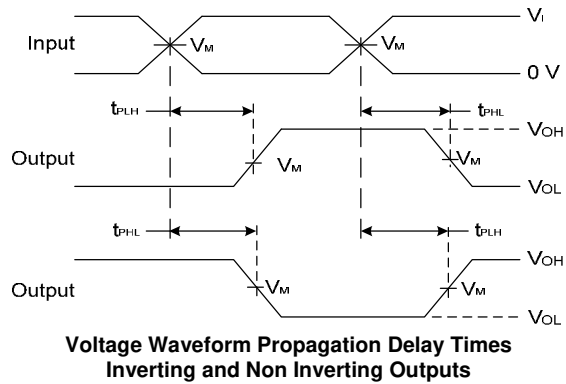 Input
VM
VM
VI
0 V
tPLH
tPHL
Output
VM
VM
VOH
VOL
tPHL
tPLH
Output
VM
VM
VOH
VOL
Voltage Waveform Propagation Delay Times
Inverting and Non Inverting Outputs